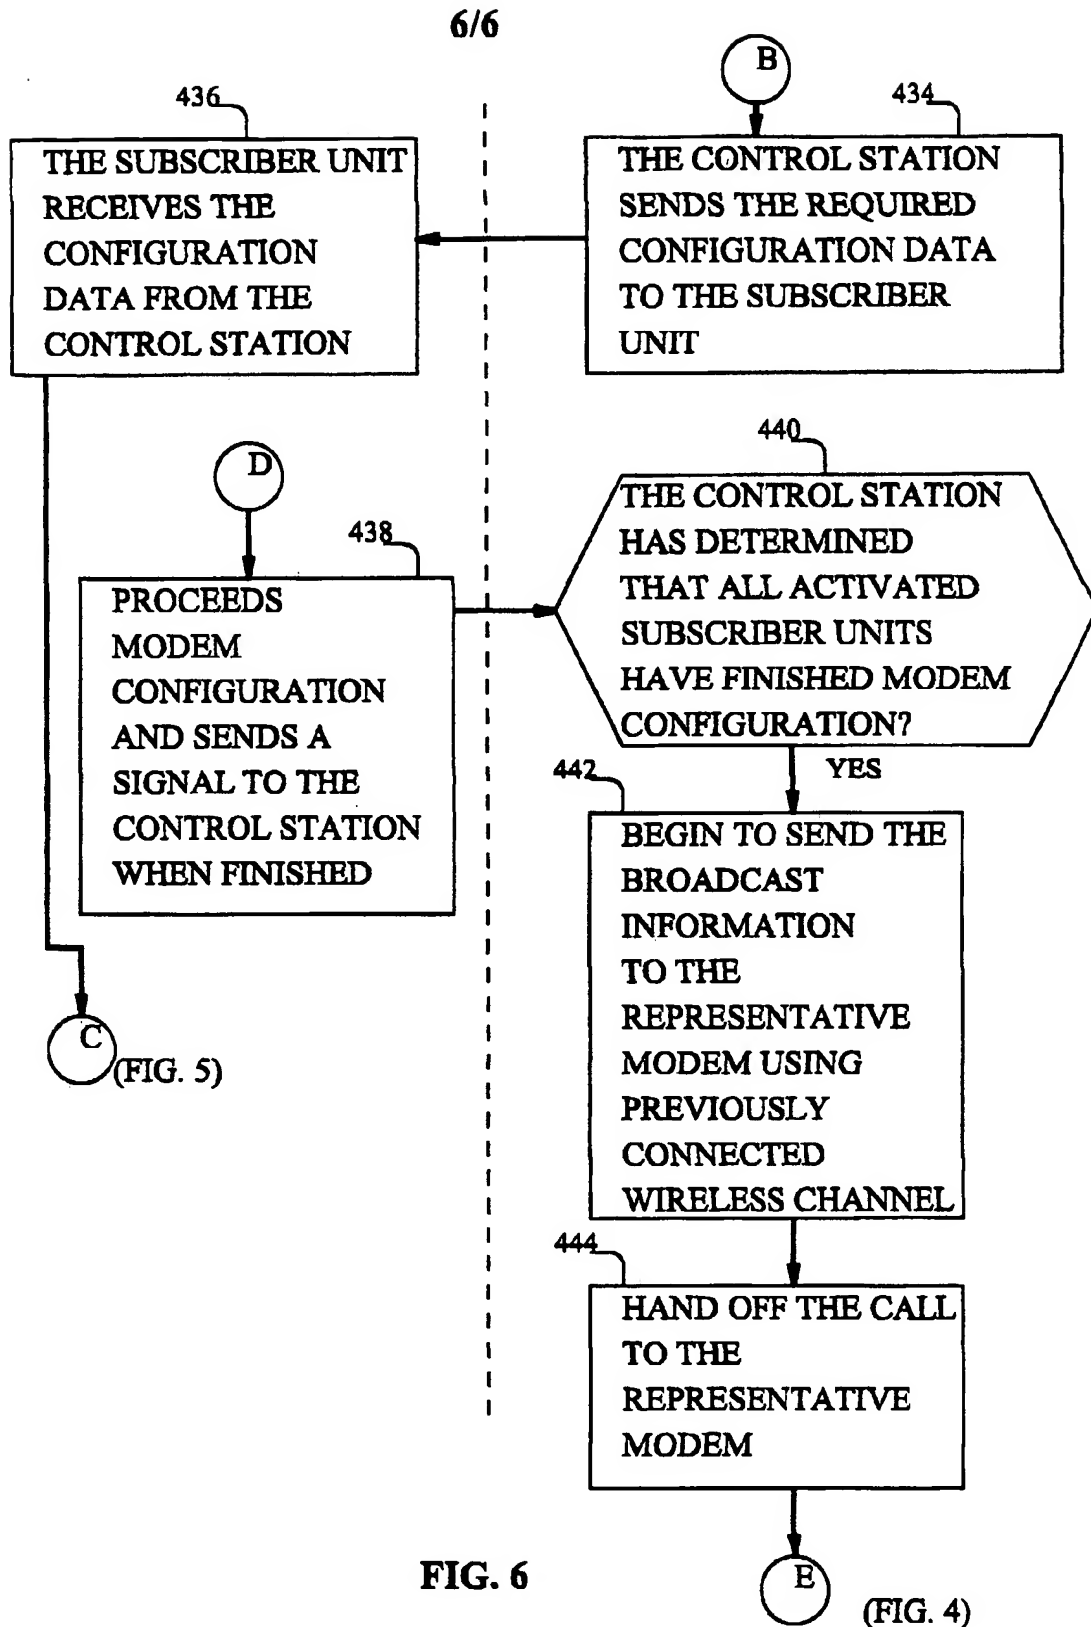 6/6
B
436
434
THE SUBSCRIBER UNIT
RECEIVES THE
CONFIGURATION
DATA FROM THE
CONTROL STATION
THE CONTROL STATION
SENDS THE REQUIRED
CONFIGURATION DATA
TO THE SUBSCRIBER
UNIT
D
438
PROCEEDS
MODEM
CONFIGURATION
AND SENDS A
SIGNAL TO THE
CONTROL STATION
WHEN FINISHED
440
THE CONTROL STATION
HAS DETERMINED
THAT ALL ACTIVATED
SUBSCRIBER UNITS
HAVE FINISHED MODEM
CONFIGURATION?
YES
C
(FIG. 5)
442
BEGIN TO SEND THE
BROADCAST
INFORMATION
TO THE
REPRESENTATIVE
MODEM USING
PREVIOUSLY
CONNECTED
WIRELESS CHANNEL
444
HAND OFF THE CALL
TO THE
REPRESENTATIVE
MODEM
E
(FIG. 4)
FIG. 6